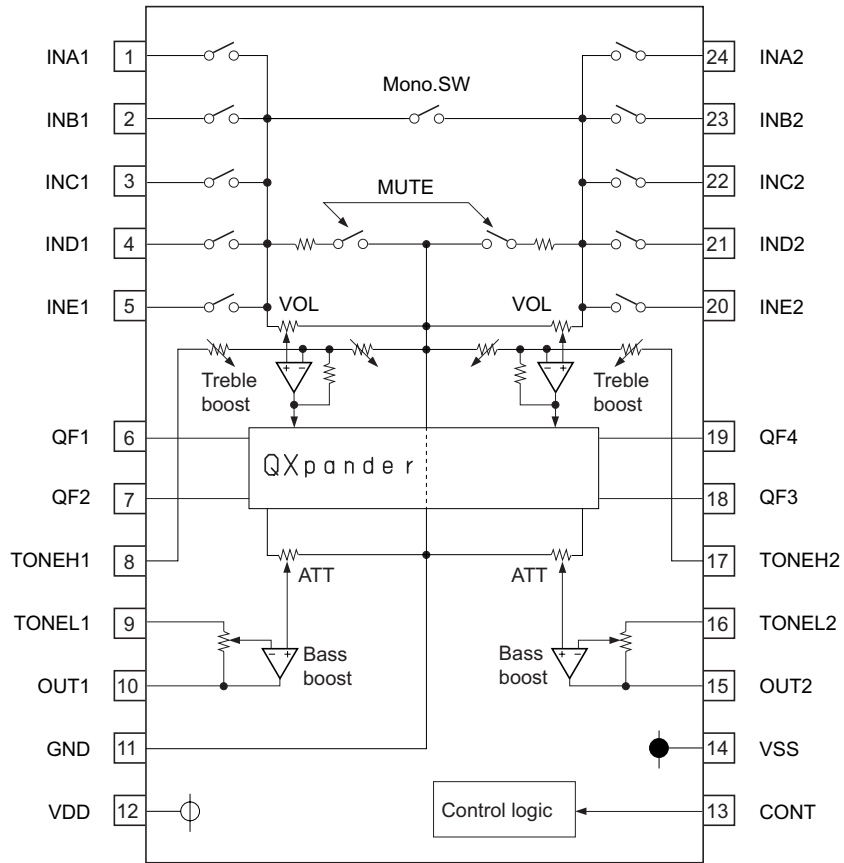 INA1 1 24 INA2
Mono.SW
INB1 2 23 INB2
INC1 3 22 INC2
MUTE
IND1 4 21 IND2
INE1 5 20 INE2
VOL VOL
+ − + −
Treble boost
Treble boost
QF1 6 19 QF4
QXpander
QF2 7 18 QF3
TONEH1 8 17 TONEH2
ATT ATT
TONEL1 9 16 TONEL2
− + + −
Bass boost
Bass boost
OUT1 10 15 OUT2
GND 11 14 VSS
VDD 12 13 CONT
Control logic